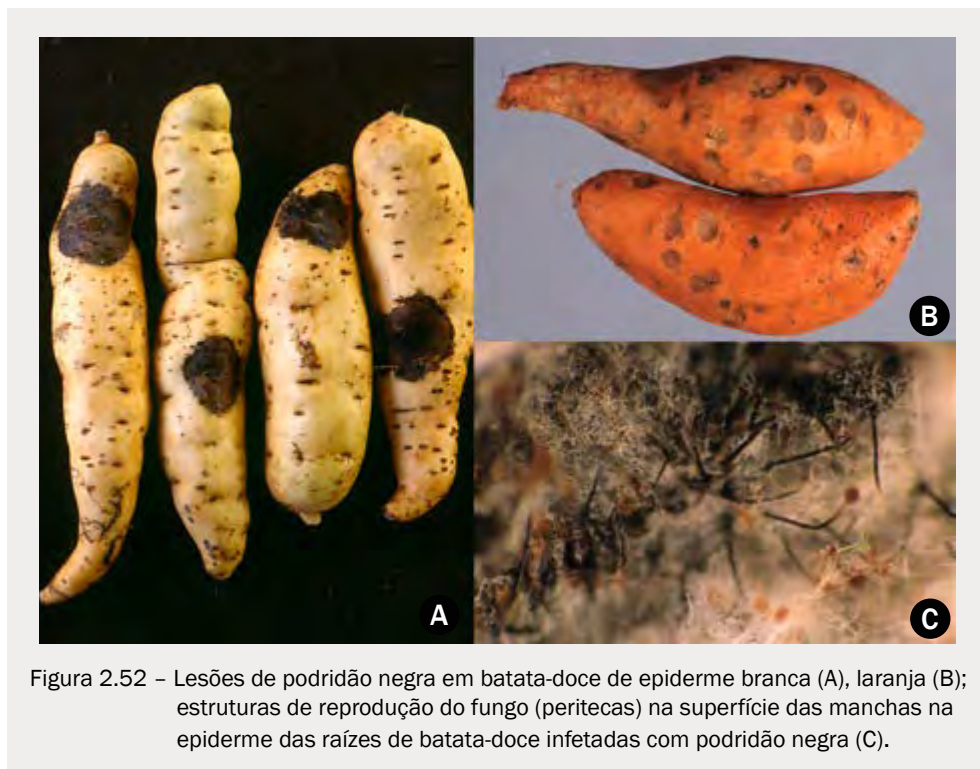 A
B
C
Figura 2.52 – Lesões de podridão negra em batata-doce de epiderme branca (A), laranja (B);
estruturas de reprodução do fungo (peritecas) na superfície das manchas na
epiderme das raízes de batata-doce infetadas com podridão negra (C).